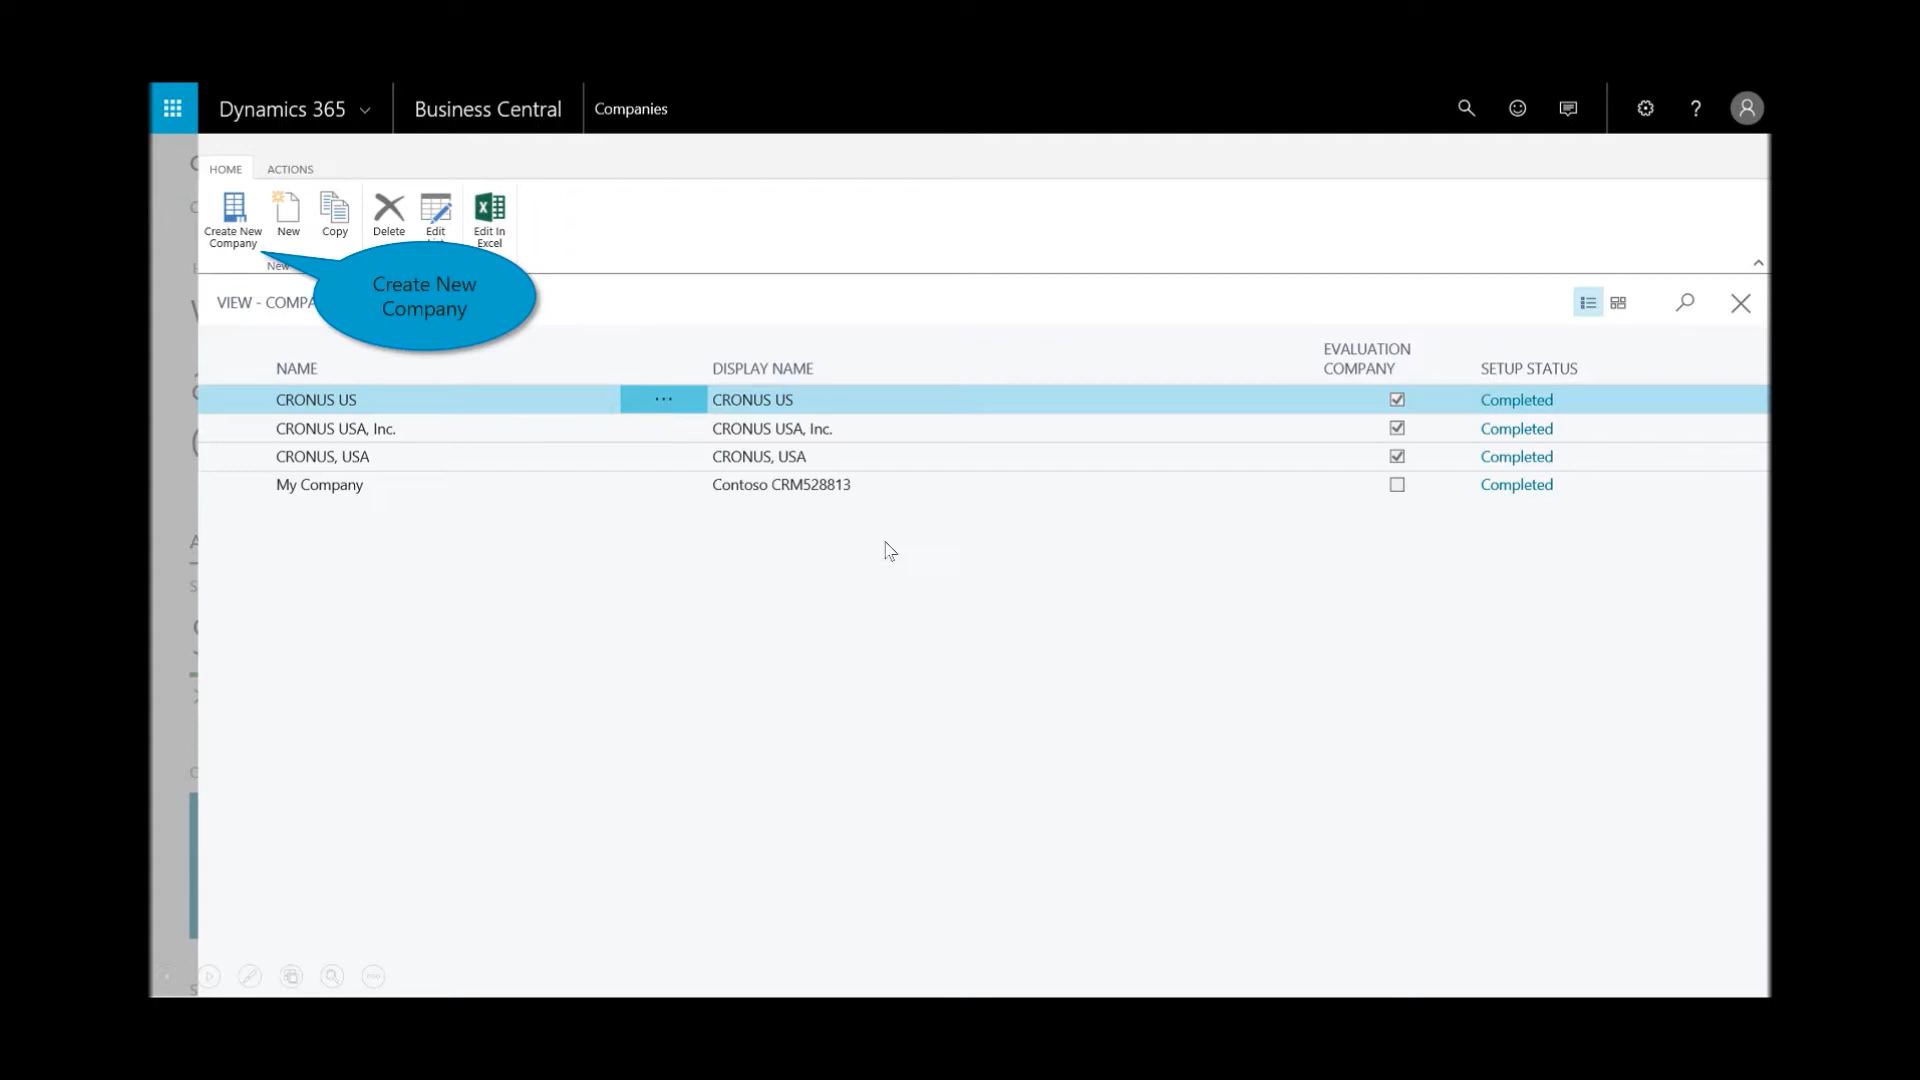 Dynamics 365 Business Central Companies
HOME ACTIONS
Create New Company New Copy Delete Edit Edit In Excel
New
Create New
Company
VIEW - COMPA
NAME DISPLAY NAME EVALUATION COMPANY SETUP STATUS
CRONUS US ... CRONUS US Completed
CRONUS USA, Inc. CRONUS USA, Inc. Completed
CRONUS, USA CRONUS, USA Completed
My Company Contoso CRM528813 Completed